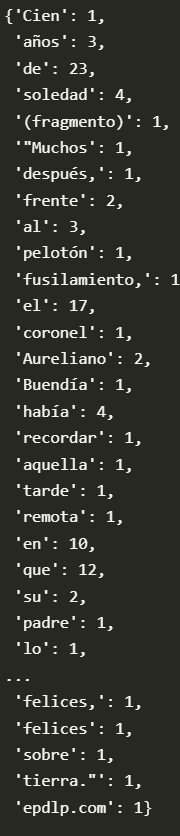 {'Cien': 1,
'años': 3,
'de': 23,
'soledad': 4,
'(fragmento)': 1,
'"Muchos': 1,
'después,': 1,
'frente': 2,
'al': 3,
'pelotón': 1,
'fusilamiento,': 1
'el': 17,
'coronel': 1,
'Aureliano': 2,
'Buendía': 1,
'había': 4,
'recordar': 1,
'aquella': 1,
'tarde': 1,
'remota': 1,
'en': 10,
'que': 12,
'su': 2,
'padre': 1,
'lo': 1,
...
'felices,': 1,
'felices': 1,
'sobre': 1,
'tierra."': 1,
'epdlp.com': 1}